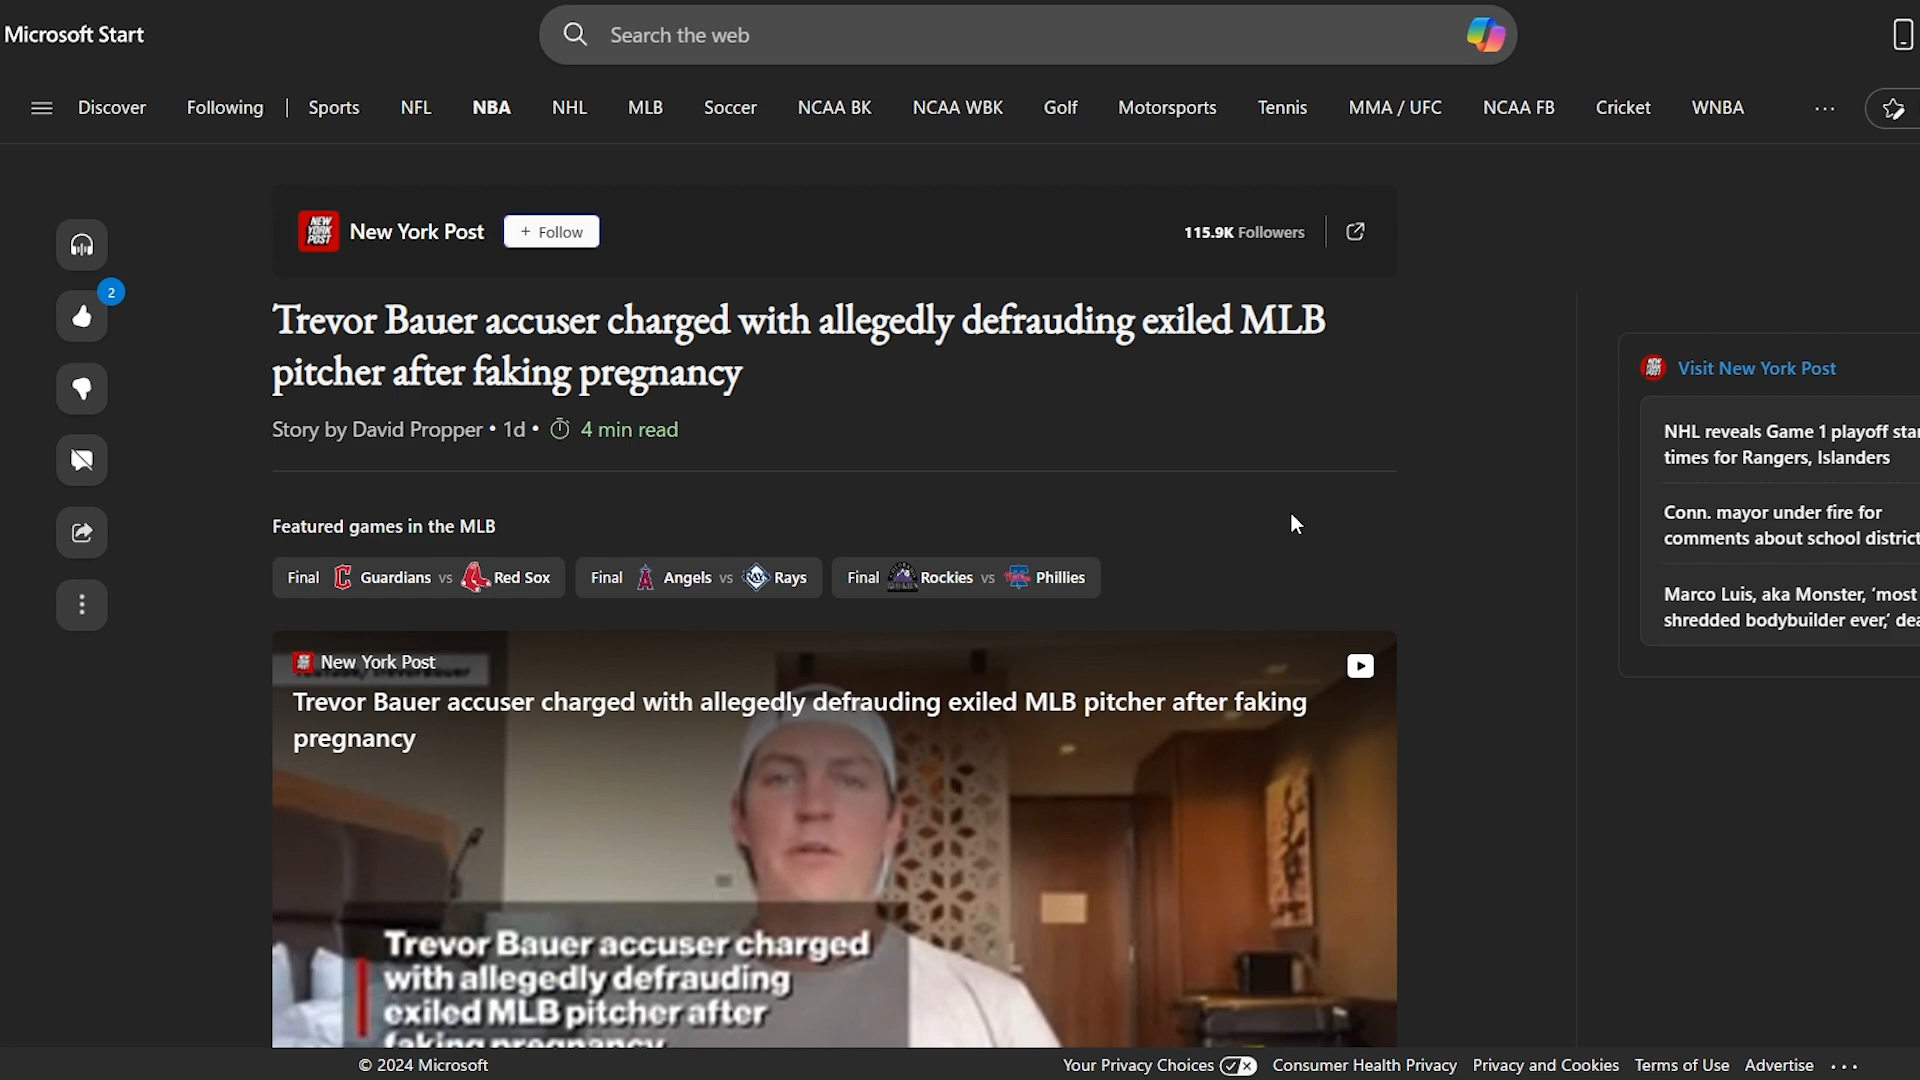 Microsoft Start
Search the web
Discover Following Sports NFL NBA NHL MLB Soccer NCAA BK NCAA WBK Golf Motorsports Tennis MMA / UFC NCAA FB Cricket WNBA
NEW YORK POST
New York Post
+ Follow
115.9K Followers
2
Trevor Bauer accuser charged with allegedly defrauding exiled MLB
pitcher after faking pregnancy
Story by David Propper • 1d • 4 min read
Featured games in the MLB
Final Guardians vs Red Sox
Final Angels vs Rays
Final Rockies vs Phillies
New York Post
Trevor Bauer accuser charged with allegedly defrauding exiled MLB pitcher after faking
pregnancy
Trevor Bauer accuser charged
with allegedly defrauding
exiled MLB pitcher after
faking pregnancy
Visit New York Post
NHL reveals Game 1 playoff
times for Rangers, Islanders
Conn. mayor under fire for
comments about school
Marco Luis, aka Monster, ‘most
shredded bodybuilder ever,’
© 2024 Microsoft
Your Privacy Choices Consumer Health Privacy Privacy and Cookies Terms of Use Advertise